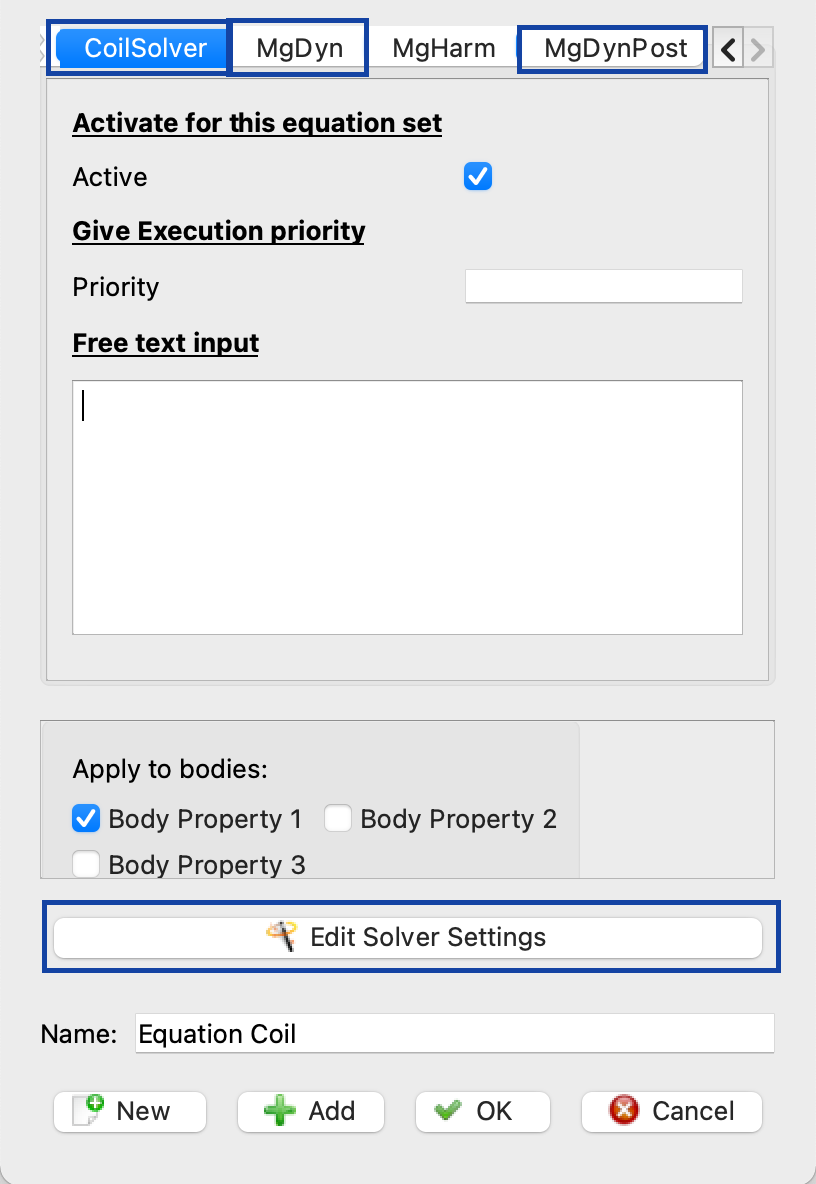 CoilSolver MgDyn MgHarm MgDynPost
Activate for this equation set
Active
Give Execution priority
Priority
Free text input
Apply to bodies:
Body Property 1 Body Property 2
Body Property 3
Edit Solver Settings
Name: Equation Coil
New Add OK Cancel